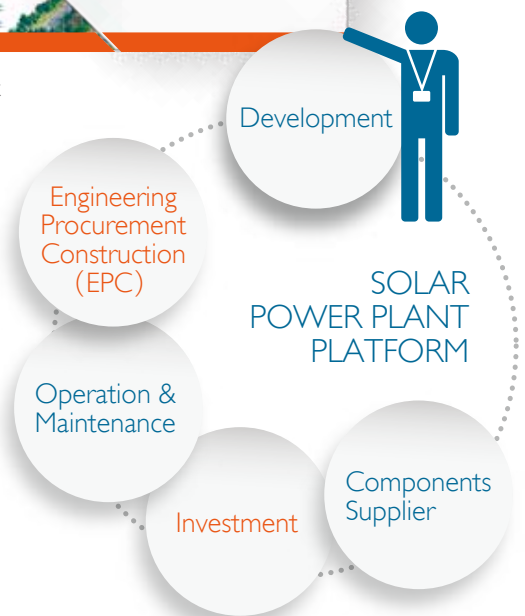 Development
Engineering
Procurement
Construction
(EPC)
SOLAR
POWER PLANT
PLATFORM
Operation &
Maintenance
Components
Supplier
Investment